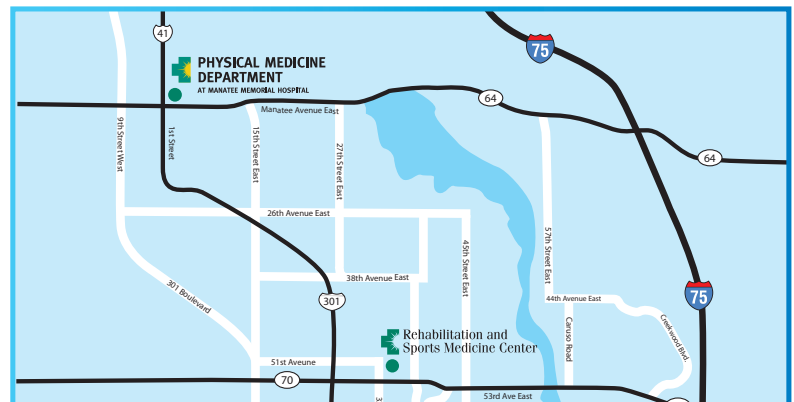 41
75
PHYSICAL MEDICINE
DEPARTMENT
AT MANATEE MEMORIAL HOSPITAL
64
Manatee Avenue East
9th Street West
1st Street
15th Street East
27th Street East
64
26th Avenue East
45th Street East
57th Street East
38th Avenue East
301 Boulevard
301
75
44th Avenue East
Caruso Road
Creekwood Blvd.
Rehabilitation and
Sports Medicine Center
51st Aveune
70
53rd Ave East
3